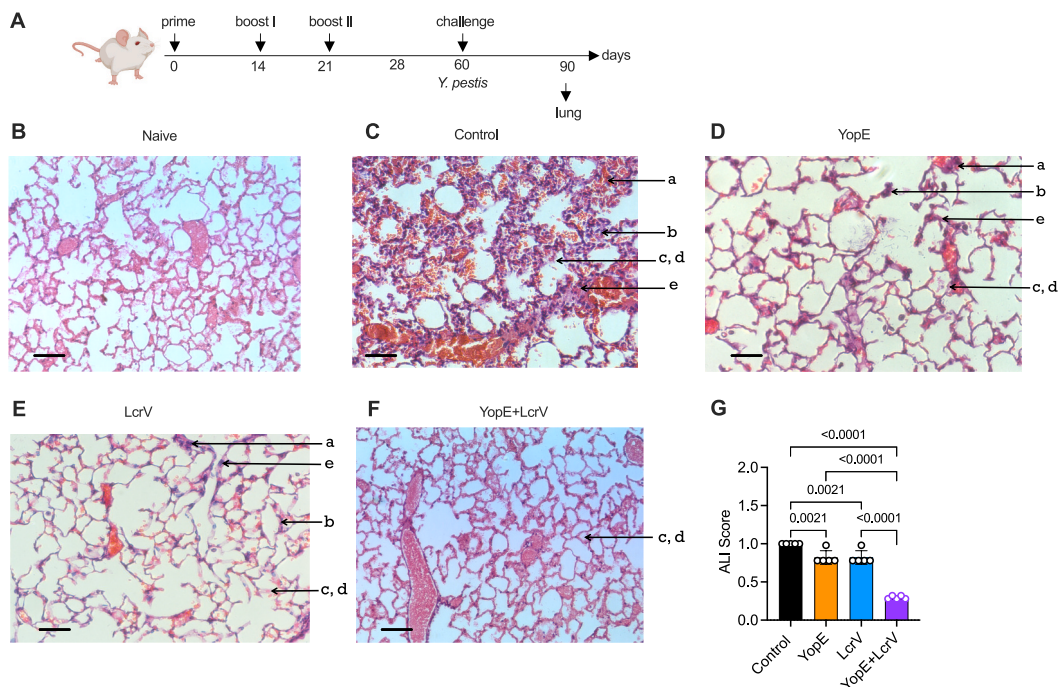 A
prime boost I boost II challenge
0 14 21 28 60 90 days
Y. pestis
lung
B Naive
C Control
a
b
c, d
e
D YopE
a
b
e
c, d
E LcrV
a
e
b
c, d
F YopE+LcrV
c, d
G
<0.0001
<0.0001
0.0021
0.0021 <0.0001
ALI Score
2.0
1.5
1.0
0.5
0.0
Control YopE LcrV YopE+LcrV